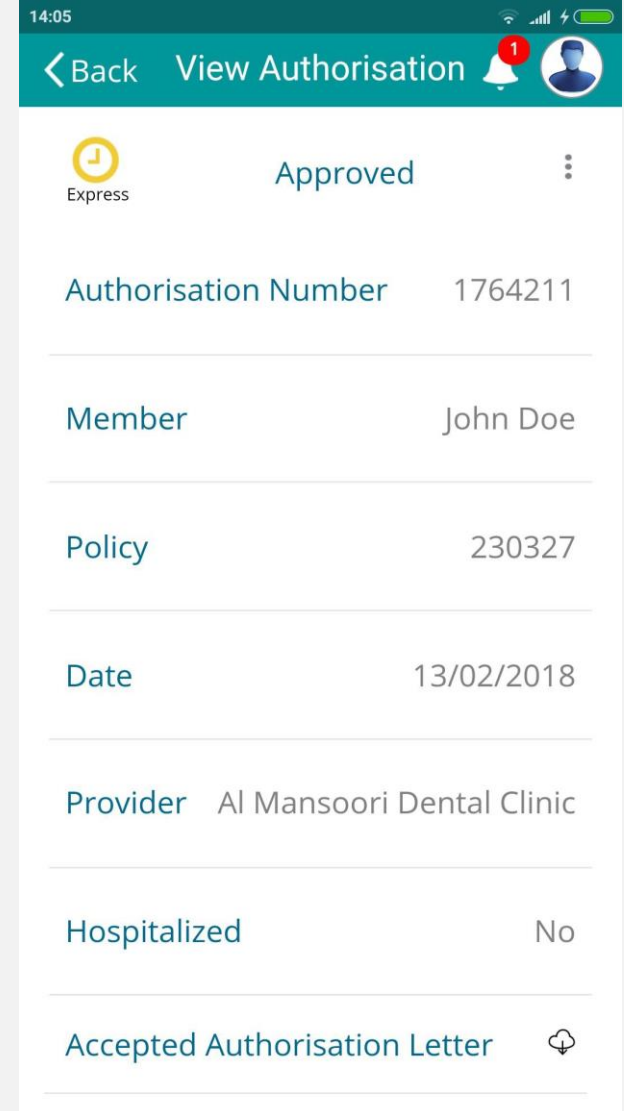 14:05
Back View Authorisation 1
Express Approved
Authorisation Number 1764211
Member John Doe
Policy 230327
Date 13/02/2018
Provider Al Mansoori Dental Clinic
Hospitalized No
Accepted Authorisation Letter